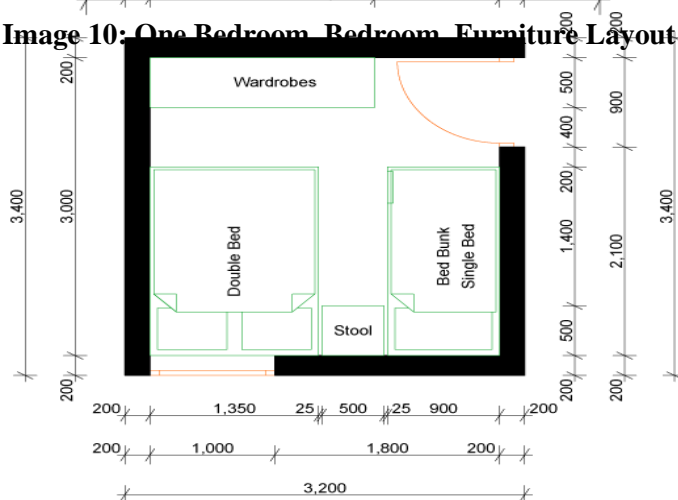 Image 10: One Bedroom, Bedroom, Furniture Layout
Wardrobes
Double Bed
Bed Bunk
Single Bed
Stool
3,400
200
3,000
200
200
500
400
200
1,400
500
200
900
2,100
200
3,400
200 1,350 25 500 25 900 200
200 1,000 1,800 200
3,200